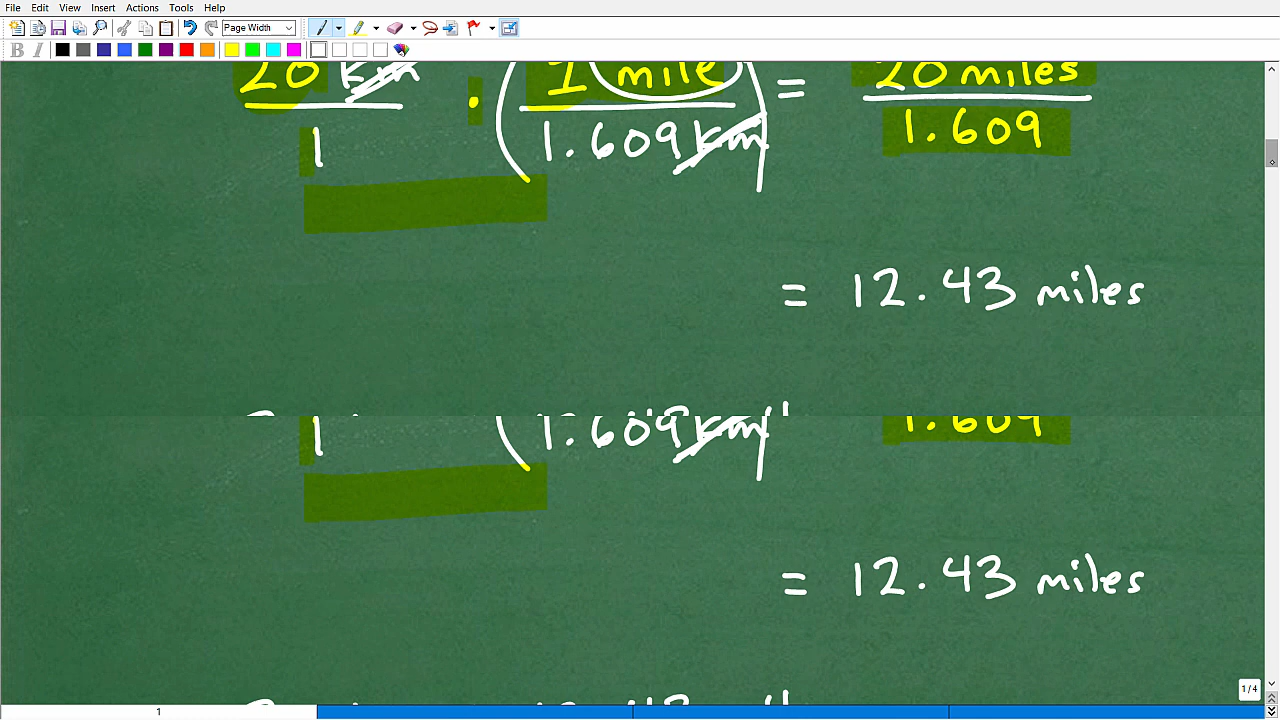 File Edit View Insert Actions Tools Help
Page Width
B I
20 km · ( 1 mile = 20 miles
1 1.609 km ) 1.609
= 12.43 miles
1 ( 1.609 km 1.609
= 12.43 miles
1/4
1